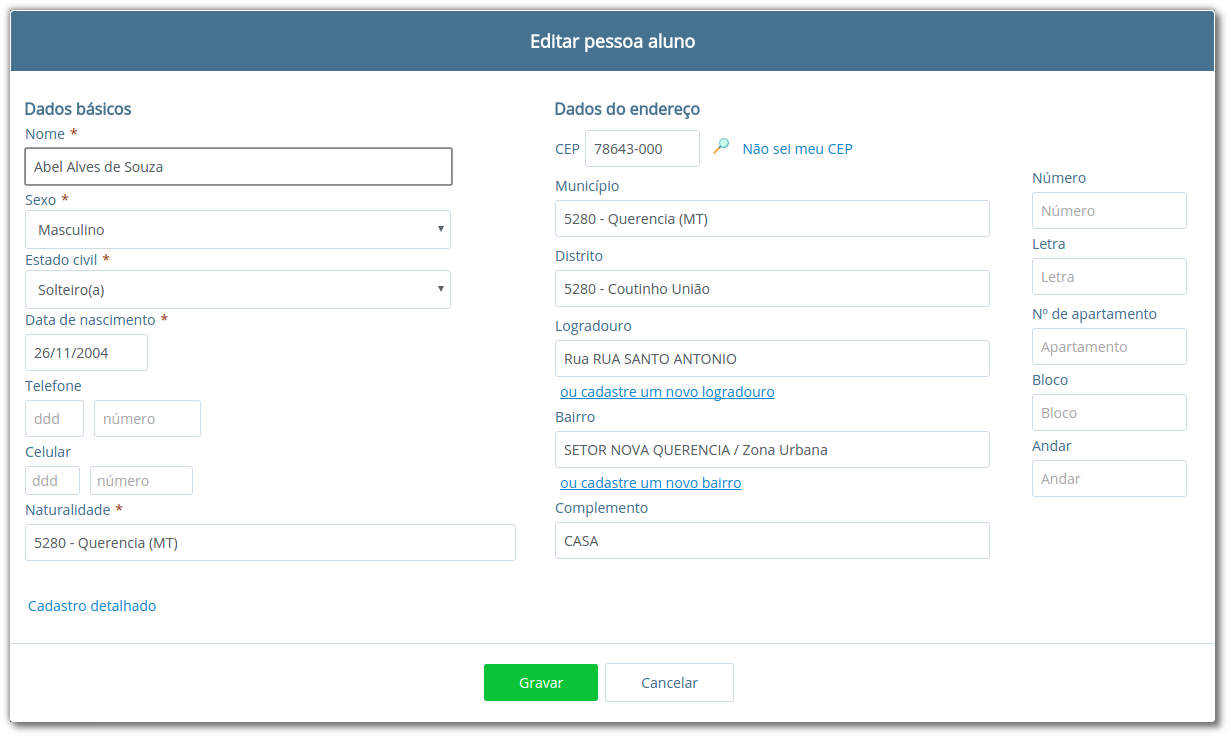 Editar pessoa aluno
Dados básicos
Nome *
Abel Alves de Souza
Sexo *
Masculino
Estado civil *
Solteiro(a)
Data de nascimento *
26/11/2004
Telefone
ddd número
Celular
ddd número
Naturalidade *
5280 - Querencia (MT)
Cadastro detalhado
Dados do endereço
CEP 78643-000 Não sei meu CEP
Município
5280 - Querencia (MT)
Distrito
5280 - Coutinho União
Logradouro
Rua RUA SANTO ANTONIO
ou cadastre um novo logradouro
Bairro
SETOR NOVA QUERENCIA / Zona Urbana
ou cadastre um novo bairro
Complemento
CASA
Número
Número
Letra
Letra
Nº de apartamento
Apartamento
Bloco
Bloco
Andar
Andar
Gravar Cancelar